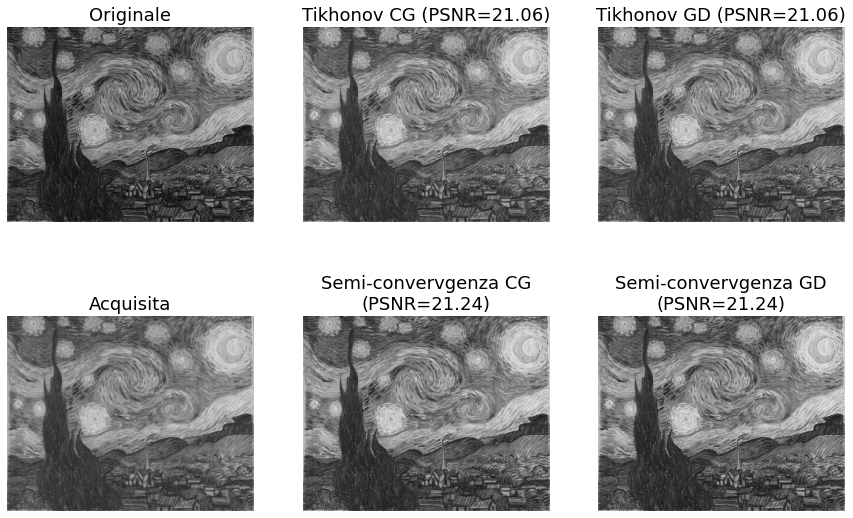 Originale
Tikhonov CG (PSNR=21.06)
Tikhonov GD (PSNR=21.06)
Acquisita
Semi-convervgenza CG
(PSNR=21.24)
Semi-convervgenza GD
(PSNR=21.24)